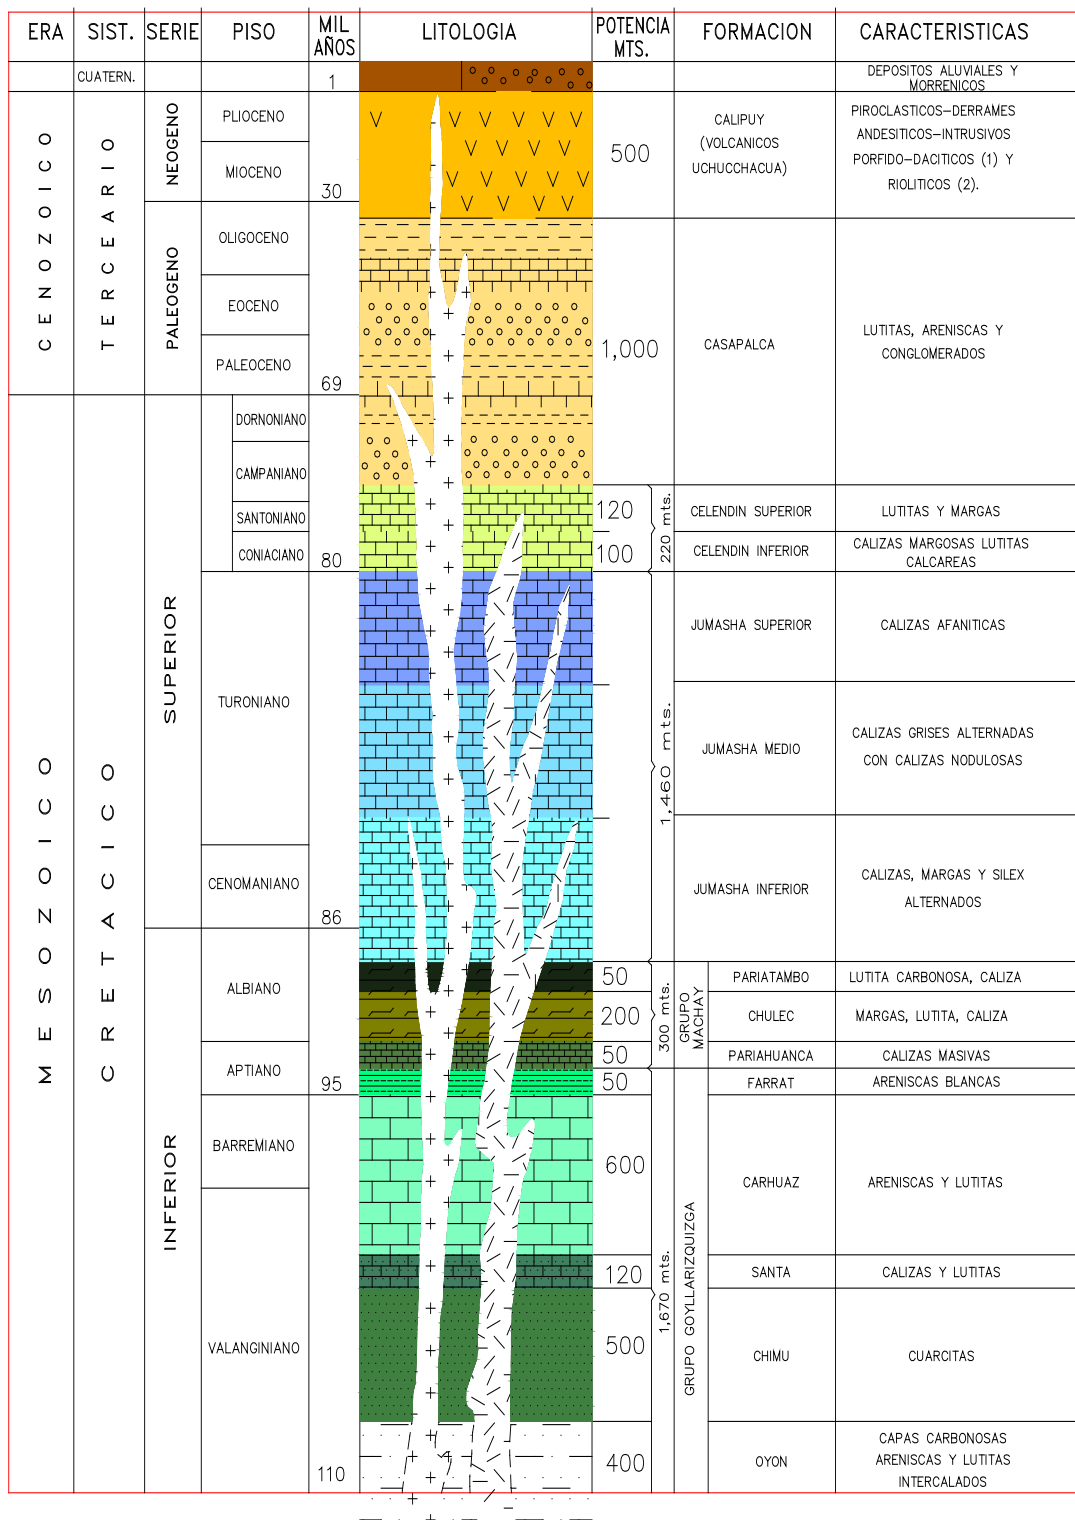 ERA SIST. SERIE PISO MIL AÑOS LITOLOGIA POTENCIA MTS. FORMACION CARACTERISTICAS
CUATERN. 1 DEPOSITOS ALUVIALES Y
MORRENICOS
CENOZOICO
TERCEARIO
NEOGENO
PLIOCENO
MIOCENO
30
500
CALIPUY
(VOLCANICOS
UCHUCCHACUA)
PIROCLASTICOS-DERRAMES
ANDESITICOS-INTRUSIVOS
PORFIDO-DACITICOS (1) Y
RIOLITICOS (2).
PALEOGENO
OLIGOCENO
EOCENO
PALEOCENO
69
1,000
CASAPALCA
LUTITAS, ARENISCAS Y
CONGLOMERADOS
MESOZOICO
CRETACICO
SUPERIOR
DORNONIANO
CAMPANIANO
SANTONIANO
CONIACIANO
80
120
CELENDIN SUPERIOR
LUTITAS Y MARGAS
100
220 mts.
CELENDIN INFERIOR
CALIZAS MARGOSAS LUTITAS
CALCAREAS
TURONIANO
CENOMANIANO
86
1,460 mts.
JUMASHA SUPERIOR
CALIZAS AFANITICAS
JUMASHA MEDIO
CALIZAS GRISES ALTERNADAS
CON CALIZAS NODULOSAS
JUMASHA INFERIOR
CALIZAS, MARGAS Y SILEX
ALTERNADOS
INFERIOR
ALBIANO
APTIANO
95
BARREMIANO
VALANGINIANO
110
300 mts.
GRUPO
MACHAY
50
PARIATAMBO
LUTITA CARBONOSA, CALIZA
200
CHULEC
MARGAS, LUTITA, CALIZA
50
PARIAHUANCA
CALIZAS MASIVAS
1,670 mts.
GRUPO GOYLLARIZQUIZGA
50
FARRAT
ARENISCAS BLANCAS
600
CARHUAZ
ARENISCAS Y LUTITAS
120
SANTA
CALIZAS Y LUTITAS
500
CHIMU
CUARCITAS
400
OYON
CAPAS CARBONOSAS
ARENISCAS Y LUTITAS
INTERCALADOS